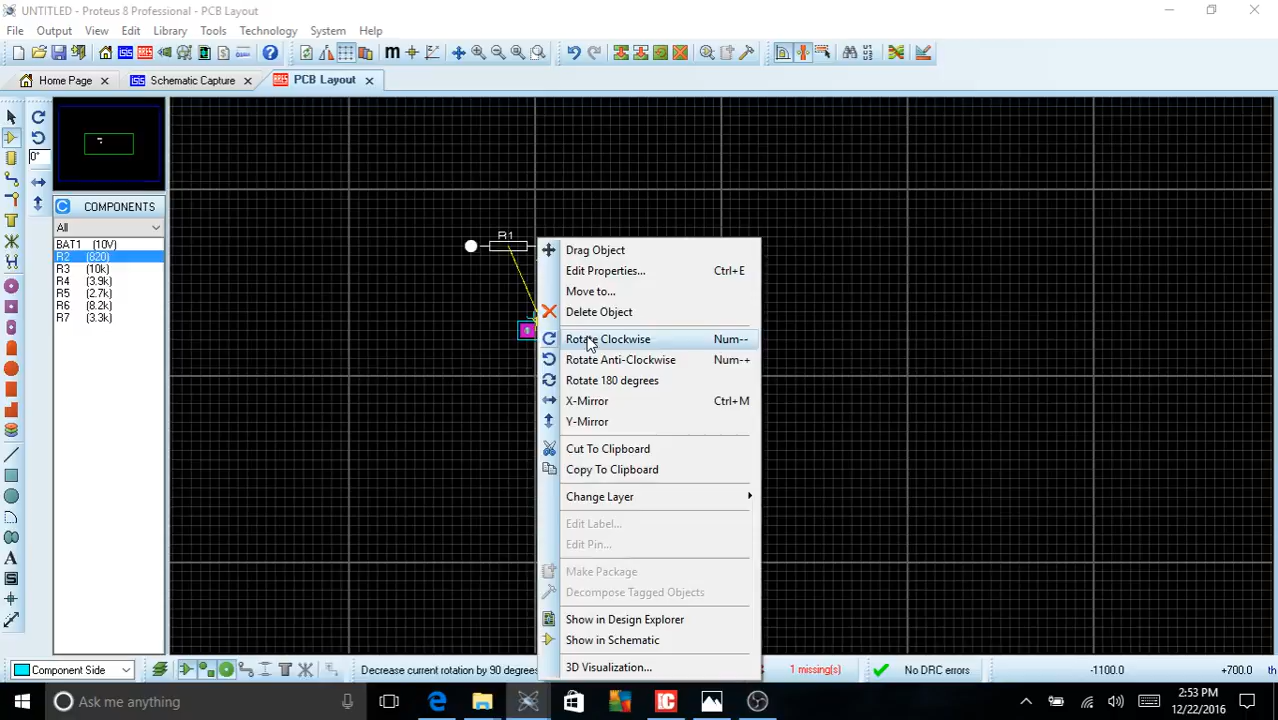 UNTITLED - Proteus 8 Professional - PCB Layout
File Output View Edit Library Tools Technology System Help
Home Page
Schematic Capture
PCB Layout
0°
COMPONENTS
All
BAT1 (10V)
R2 (820)
R3 (10k)
R4 (3.9k)
R5 (2.7k)
R6 (8.2k)
R7 (3.3k)
R1
Drag Object
Edit Properties... Ctrl+E
Move to...
Delete Object
Rotate Clockwise Num--
Rotate Anti-Clockwise Num-+
Rotate 180 degrees
X-Mirror Ctrl+M
Y-Mirror
Cut To Clipboard
Copy To Clipboard
Change Layer
Edit Label...
Edit Pin...
Make Package
Decompose Tagged Objects
Show in Design Explorer
Show in Schematic
3D Visualization...
Component Side
Decrease current rotation by 90 degrees
1 missing(s)
No DRC errors
-1100.0
+700.0
th
Ask me anything
2:53 PM
12/22/2016